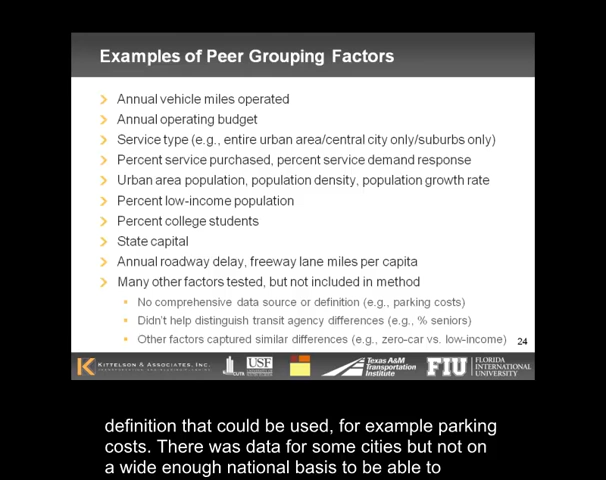 Examples of Peer Grouping Factors
Annual vehicle miles operated
Annual operating budget
Service type (e.g., entire urban area/central city only/suburbs only)
Percent service purchased, percent service demand response
Urban area population, population density, population growth rate
Percent low-income population
Percent college students
State capital
Annual roadway delay, freeway lane miles per capita
Many other factors tested, but not included in method
No comprehensive data source or definition (e.g., parking costs)
Didn't help distinguish transit agency differences (e.g., % seniors)
Other factors captured similar differences (e.g., zero-car vs. low-income)
24
KITTELSON & ASSOCIATES, INC.
CUTR
USF
Texas A&M
Transportation
Institute
FIU
FLORIDA
INTERNATIONAL
UNIVERSITY
definition that could be used, for example parking
costs. There was data for some cities but not on
a wide enough national basis to be able to